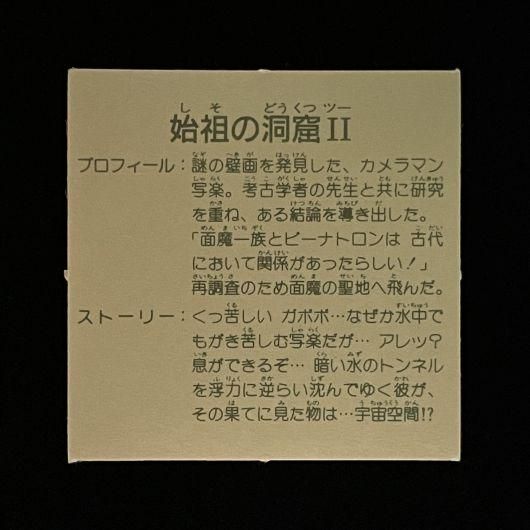 始祖の洞窟II
プロフィール：謎の壁画を発見した、カメラマン
写楽。考古学者の先生と共に研究
を重ね、ある結論を導き出した。
「面魔一族とビーナトロンは 古代
において関係があったらしい！」
再調査のため面魔の聖地へ飛んだ。
ストーリー：くっ苦しい ガボボ…なぜか水中で
もがき苦しむ写楽だが… アレッ？
息ができるぞ… 暗い水のトンネル
を浮力に逆らい沈んでゆく彼が、
その果てに見た物は…宇宙空間!?